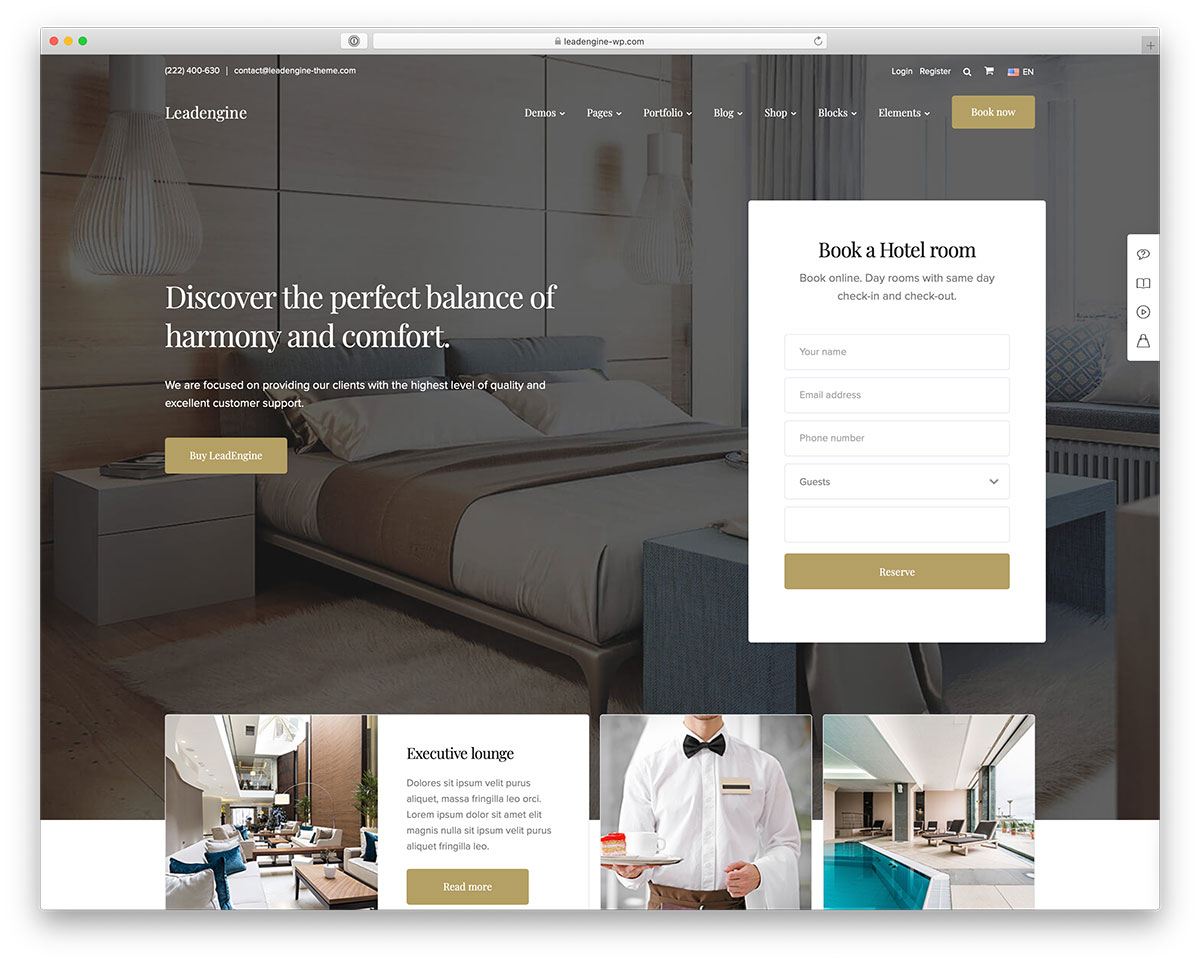 leadengine-wp.com
(222) 400-630 | contact@leadengine-theme.com
Login Register EN
Leadengine
Demos Pages Portfolio Blog Shop Blocks Elements Book now
Discover the perfect balance of
harmony and comfort.
We are focused on providing our clients with the highest level of quality and
excellent customer support.
Buy LeadEngine
Book a Hotel room
Book online. Day rooms with same day
check-in and check-out.
Your name
Email address
Phone number
Guests
Reserve
Executive lounge
Dolores sit ipsum velit purus
aliquet, massa fringilla leo orci.
Lorem ipsum dolor sit amet elit
magnis nulla sit ipsum velit purus
aliquet fringilla leo.
Read more